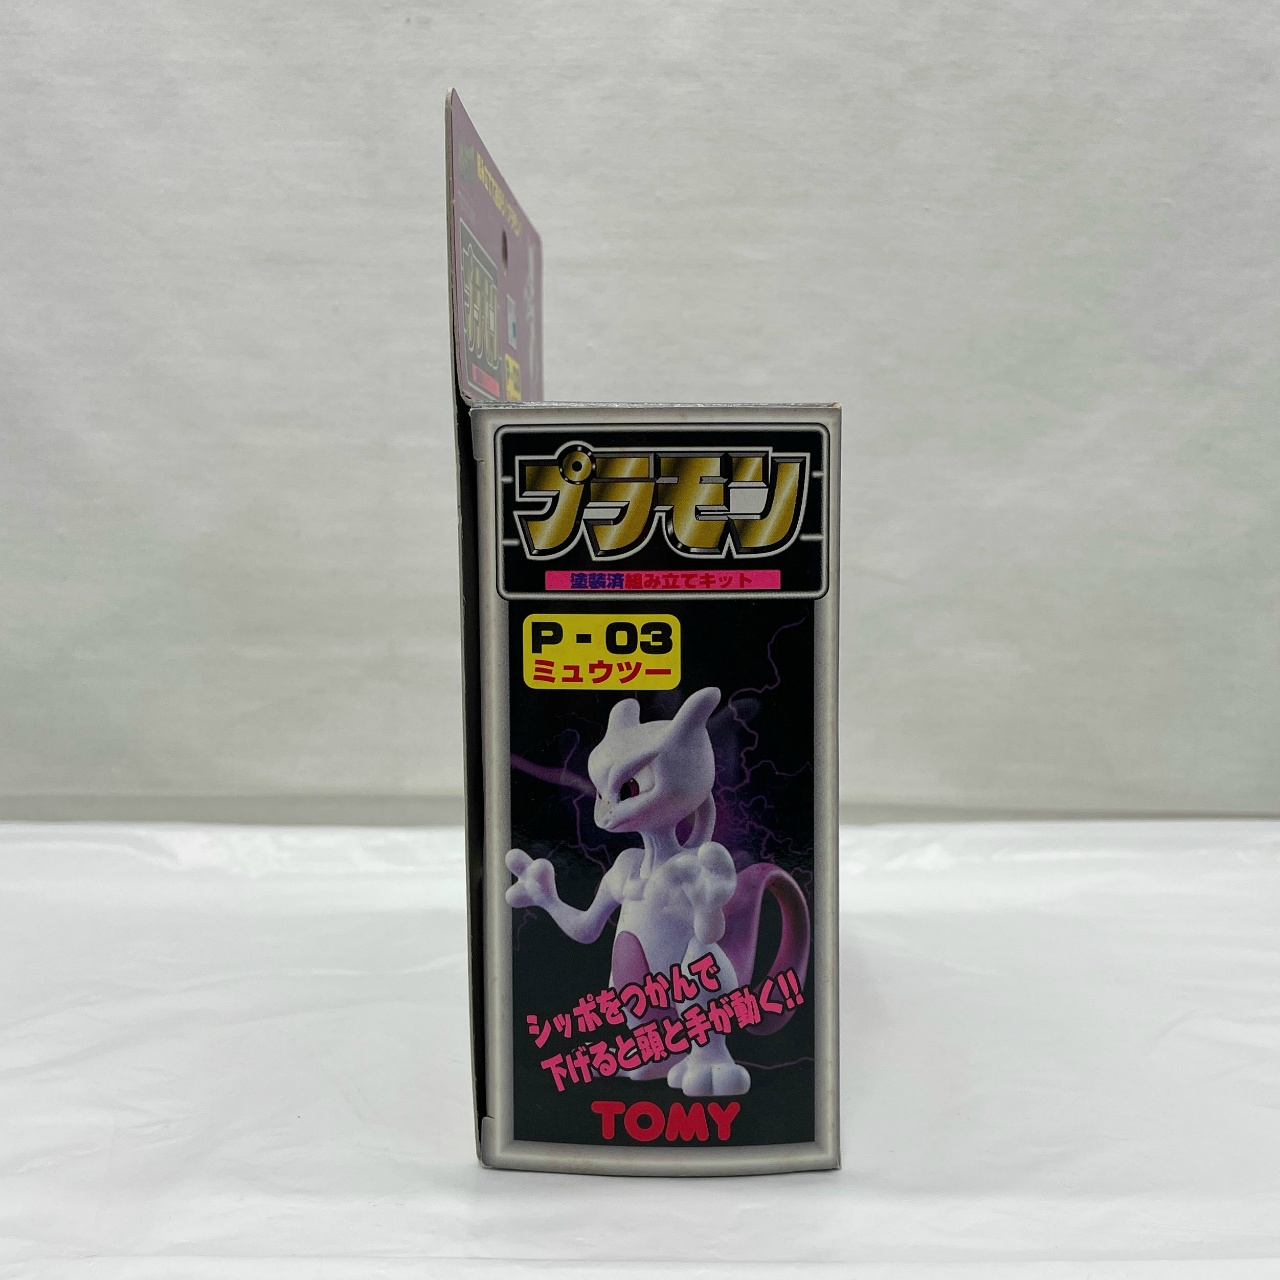 プラモン
塗装済組み立てキット
P-03
ミュウツー
シッポをつかんで
下げると頭と手が動く!!
TOMY